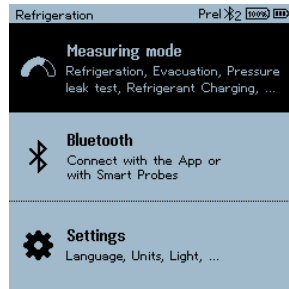 Refrigeration Prel 2 100%
Measuring mode
Refrigeration, Evacuation, Pressure
leak test, Refrigerant Charging, ...
Bluetooth
Connect with the App or
with Smart Probes
Settings
Language, Units, Light, ...